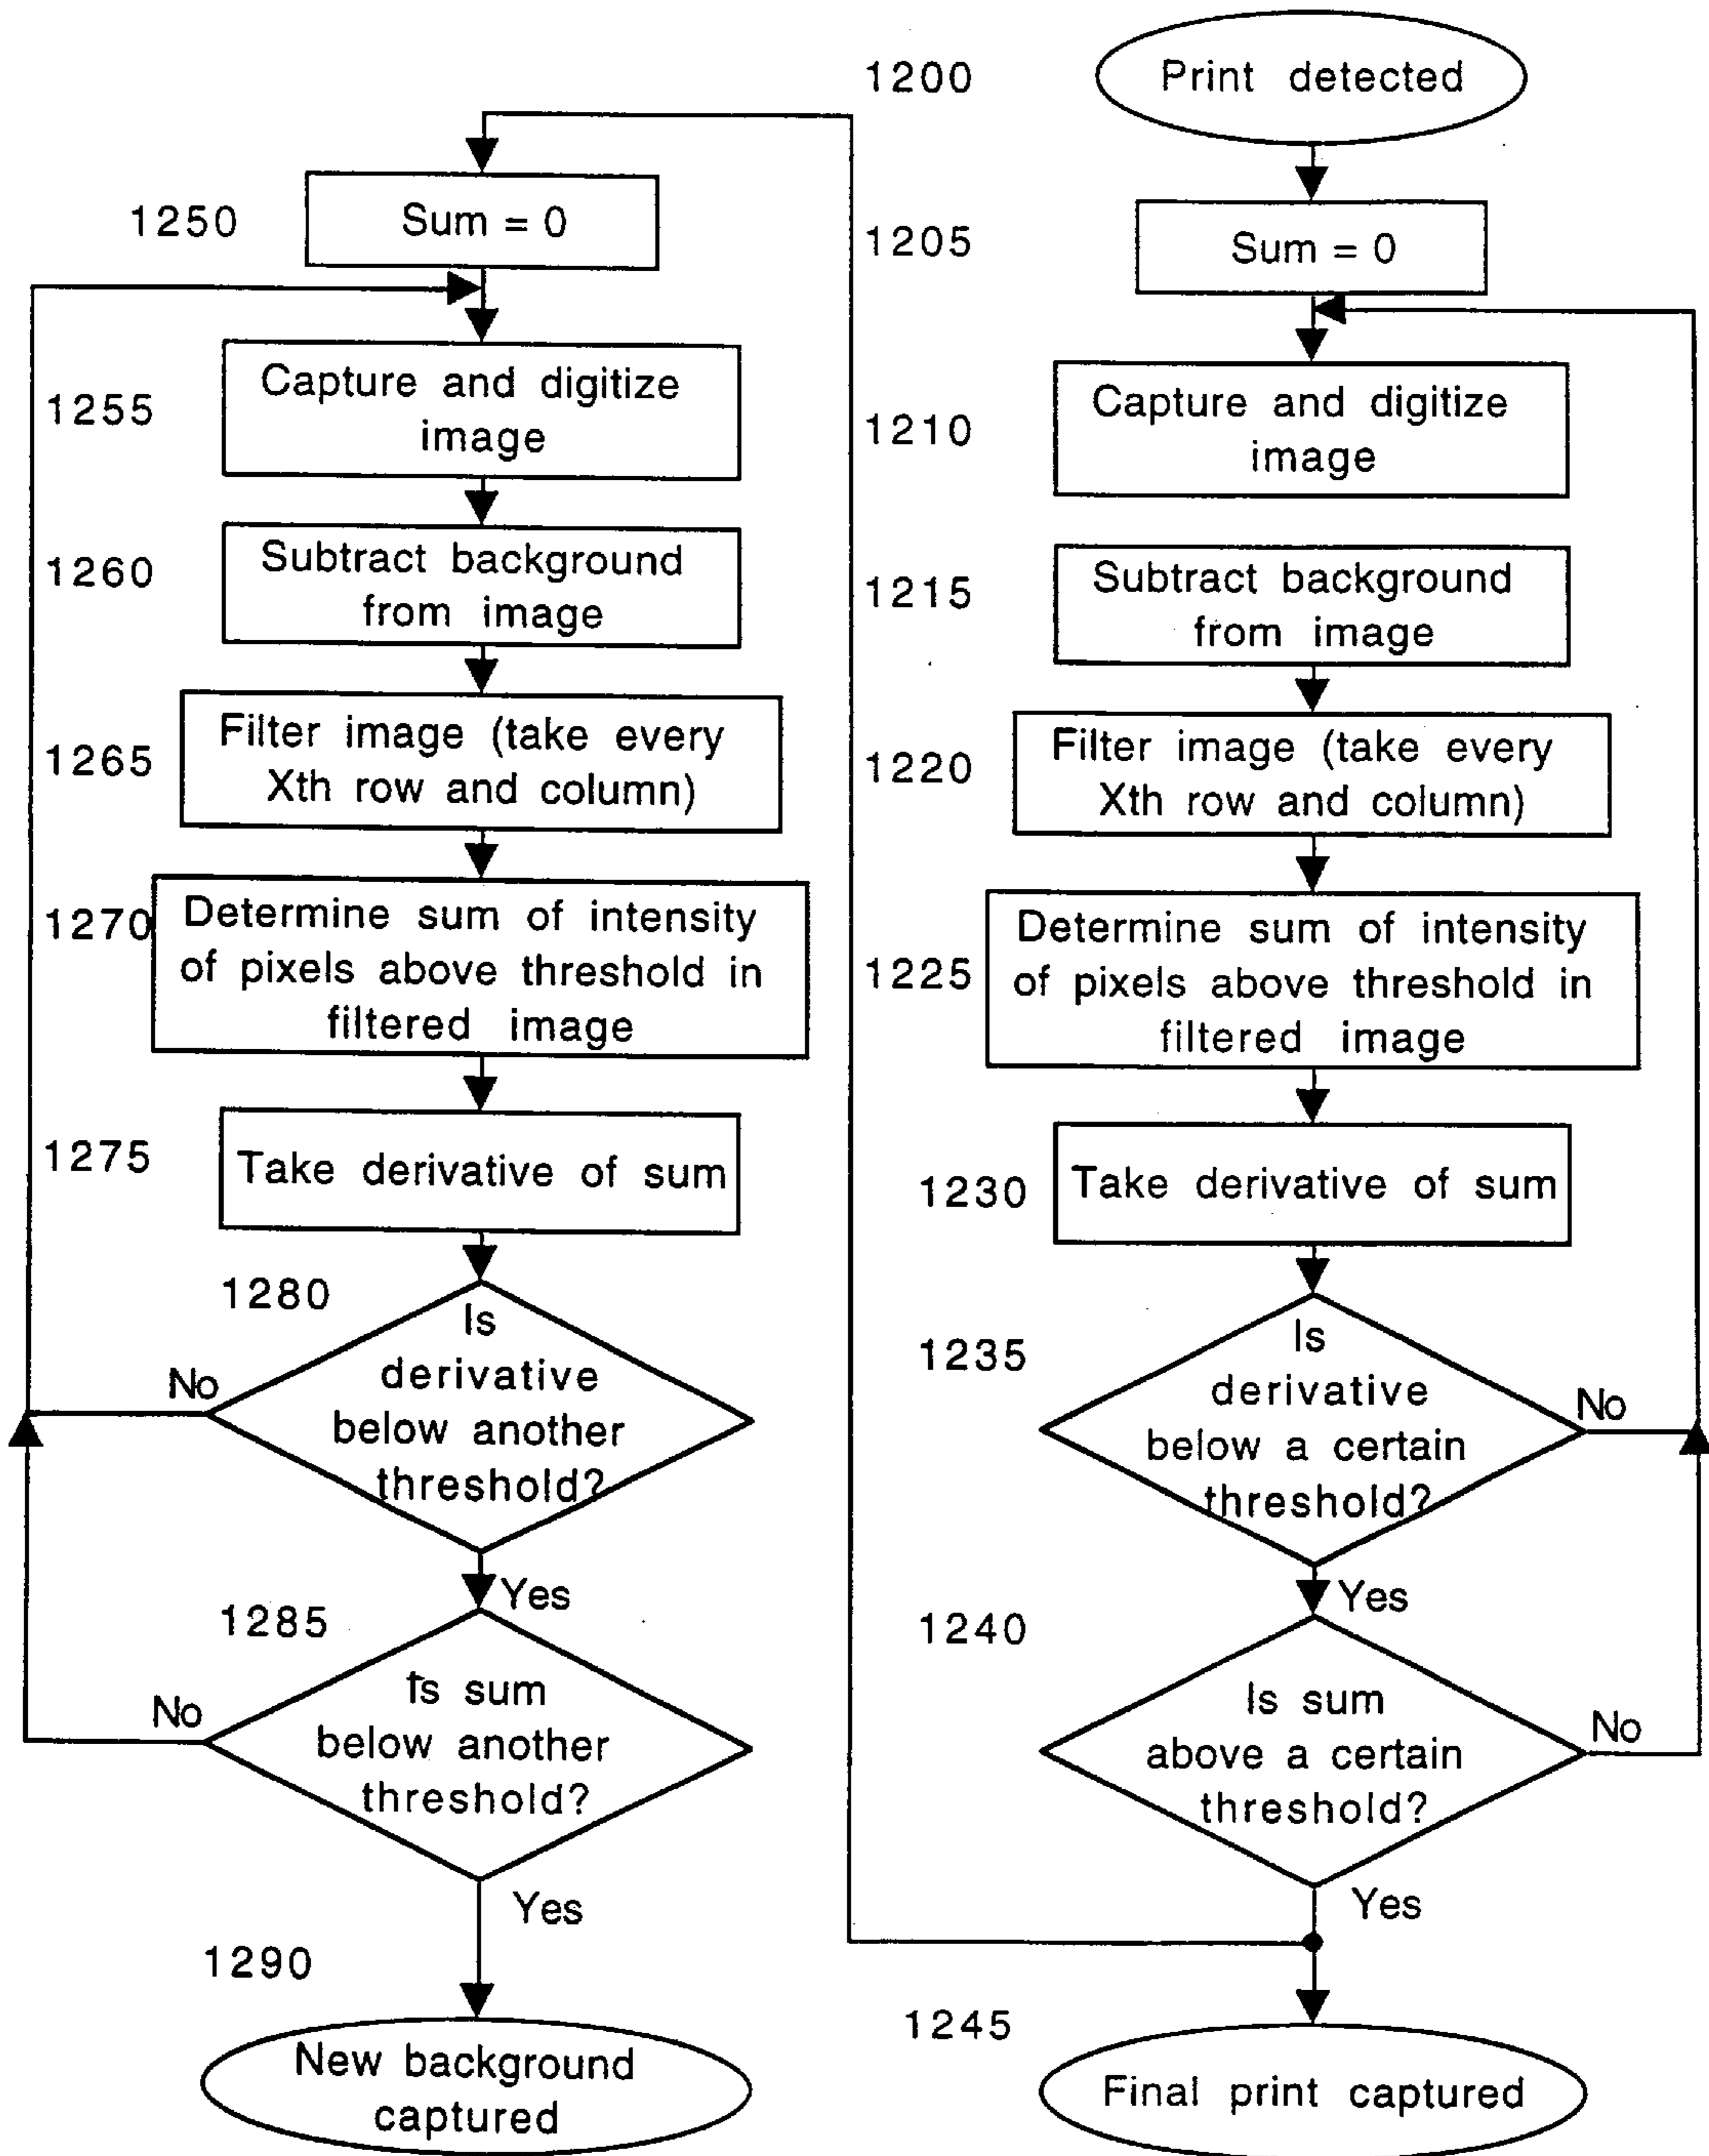 1200
Print detected
1205
Sum = 0
1210
Capture and digitize
image
1215
Subtract background
from image
1220
Filter image (take every
Xth row and column)
1225
Determine sum of intensity
of pixels above threshold in
filtered image
1230
Take derivative of sum
1235
Is
derivative
below a certain
threshold?
No
Yes
1240
Is sum
above a certain
threshold?
No
Yes
1245
Final print captured
1250
Sum = 0
1255
Capture and digitize
image
1260
Subtract background
from image
1265
Filter image (take every
Xth row and column)
1270
Determine sum of intensity
of pixels above threshold in
filtered image
1275
Take derivative of sum
1280
Is
derivative
below another
threshold?
No
Yes
1285
Is sum
below another
threshold?
No
Yes
1290
New background
captured